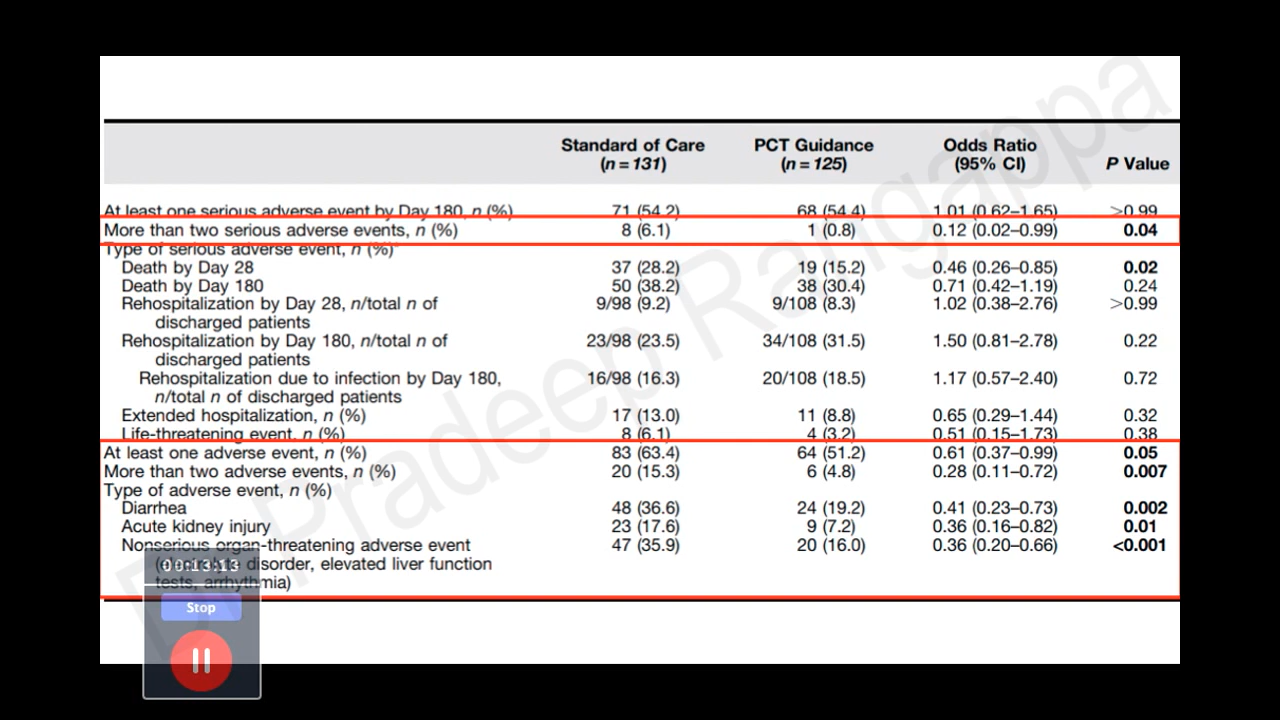 Standard of Care PCT Guidance Odds Ratio
(n = 131) (n = 125) (95% CI) P Value
At least one serious adverse event by Day 180, n (%) 71 (54.2) 68 (54.4) 1.01 (0.62–1.65) >0.99
More than two serious adverse events, n (%) 8 (6.1) 1 (0.8) 0.12 (0.02–0.99) 0.04
Type of serious adverse event, n (%)
Death by Day 28 37 (28.2) 19 (15.2) 0.46 (0.26–0.85) 0.02
Death by Day 180 50 (38.2) 38 (30.4) 0.71 (0.42–1.19) 0.24
Rehospitalization by Day 28, n/total n of 9/98 (9.2) 9/108 (8.3) 1.02 (0.38–2.76) >0.99
discharged patients
Rehospitalization by Day 180, n/total n of 23/98 (23.5) 34/108 (31.5) 1.50 (0.81–2.78) 0.22
discharged patients
Rehospitalization due to infection by Day 180, 16/98 (16.3) 20/108 (18.5) 1.17 (0.57–2.40) 0.72
n/total n of discharged patients
Extended hospitalization, n (%) 17 (13.0) 11 (8.8) 0.65 (0.29–1.44) 0.32
Life-threatening event, n (%) 8 (6.1) 4 (3.2) 0.51 (0.15–1.73) 0.38
At least one adverse event, n (%) 83 (63.4) 64 (51.2) 0.61 (0.37–0.99) 0.05
More than two adverse events, n (%) 20 (15.3) 6 (4.8) 0.28 (0.11–0.72) 0.007
Type of adverse event, n (%)
Diarrhea 48 (36.6) 24 (19.2) 0.41 (0.23–0.73) 0.002
Acute kidney injury 23 (17.6) 9 (7.2) 0.36 (0.16–0.82) 0.01
Nonserious organ-threatening adverse event 47 (35.9) 20 (16.0) 0.36 (0.20–0.66) <0.001
disorder, elevated liver function
tests, arrhythmia)
00:13:13
Stop
Pradeep Rangappa